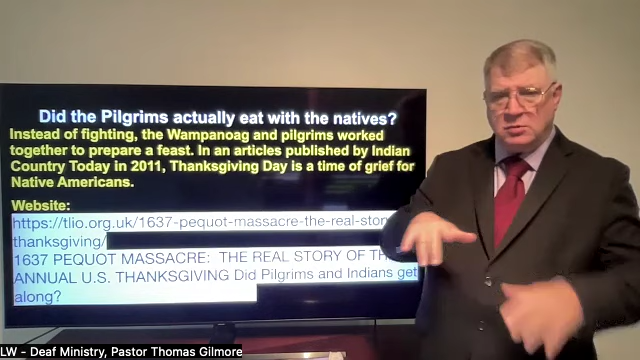 Did the Pilgrims actually eat with the natives?
Instead of fighting, the Wampanoag and pilgrims worked
together to prepare a feast. In an articles published by Indian
Country Today in 2011, Thanksgiving Day is a time of grief for
Native Americans.
Website:
https://tlio.org.uk/1637-pequot-massacre-the-real-stor
thanksgiving/
1637 PEQUOT MASSACRE: THE REAL STORY OF TH
ANNUAL U.S. THANKSGIVING Did Pilgrims and Indians get
along?
LW - Deaf Ministry, Pastor Thomas Gilmore